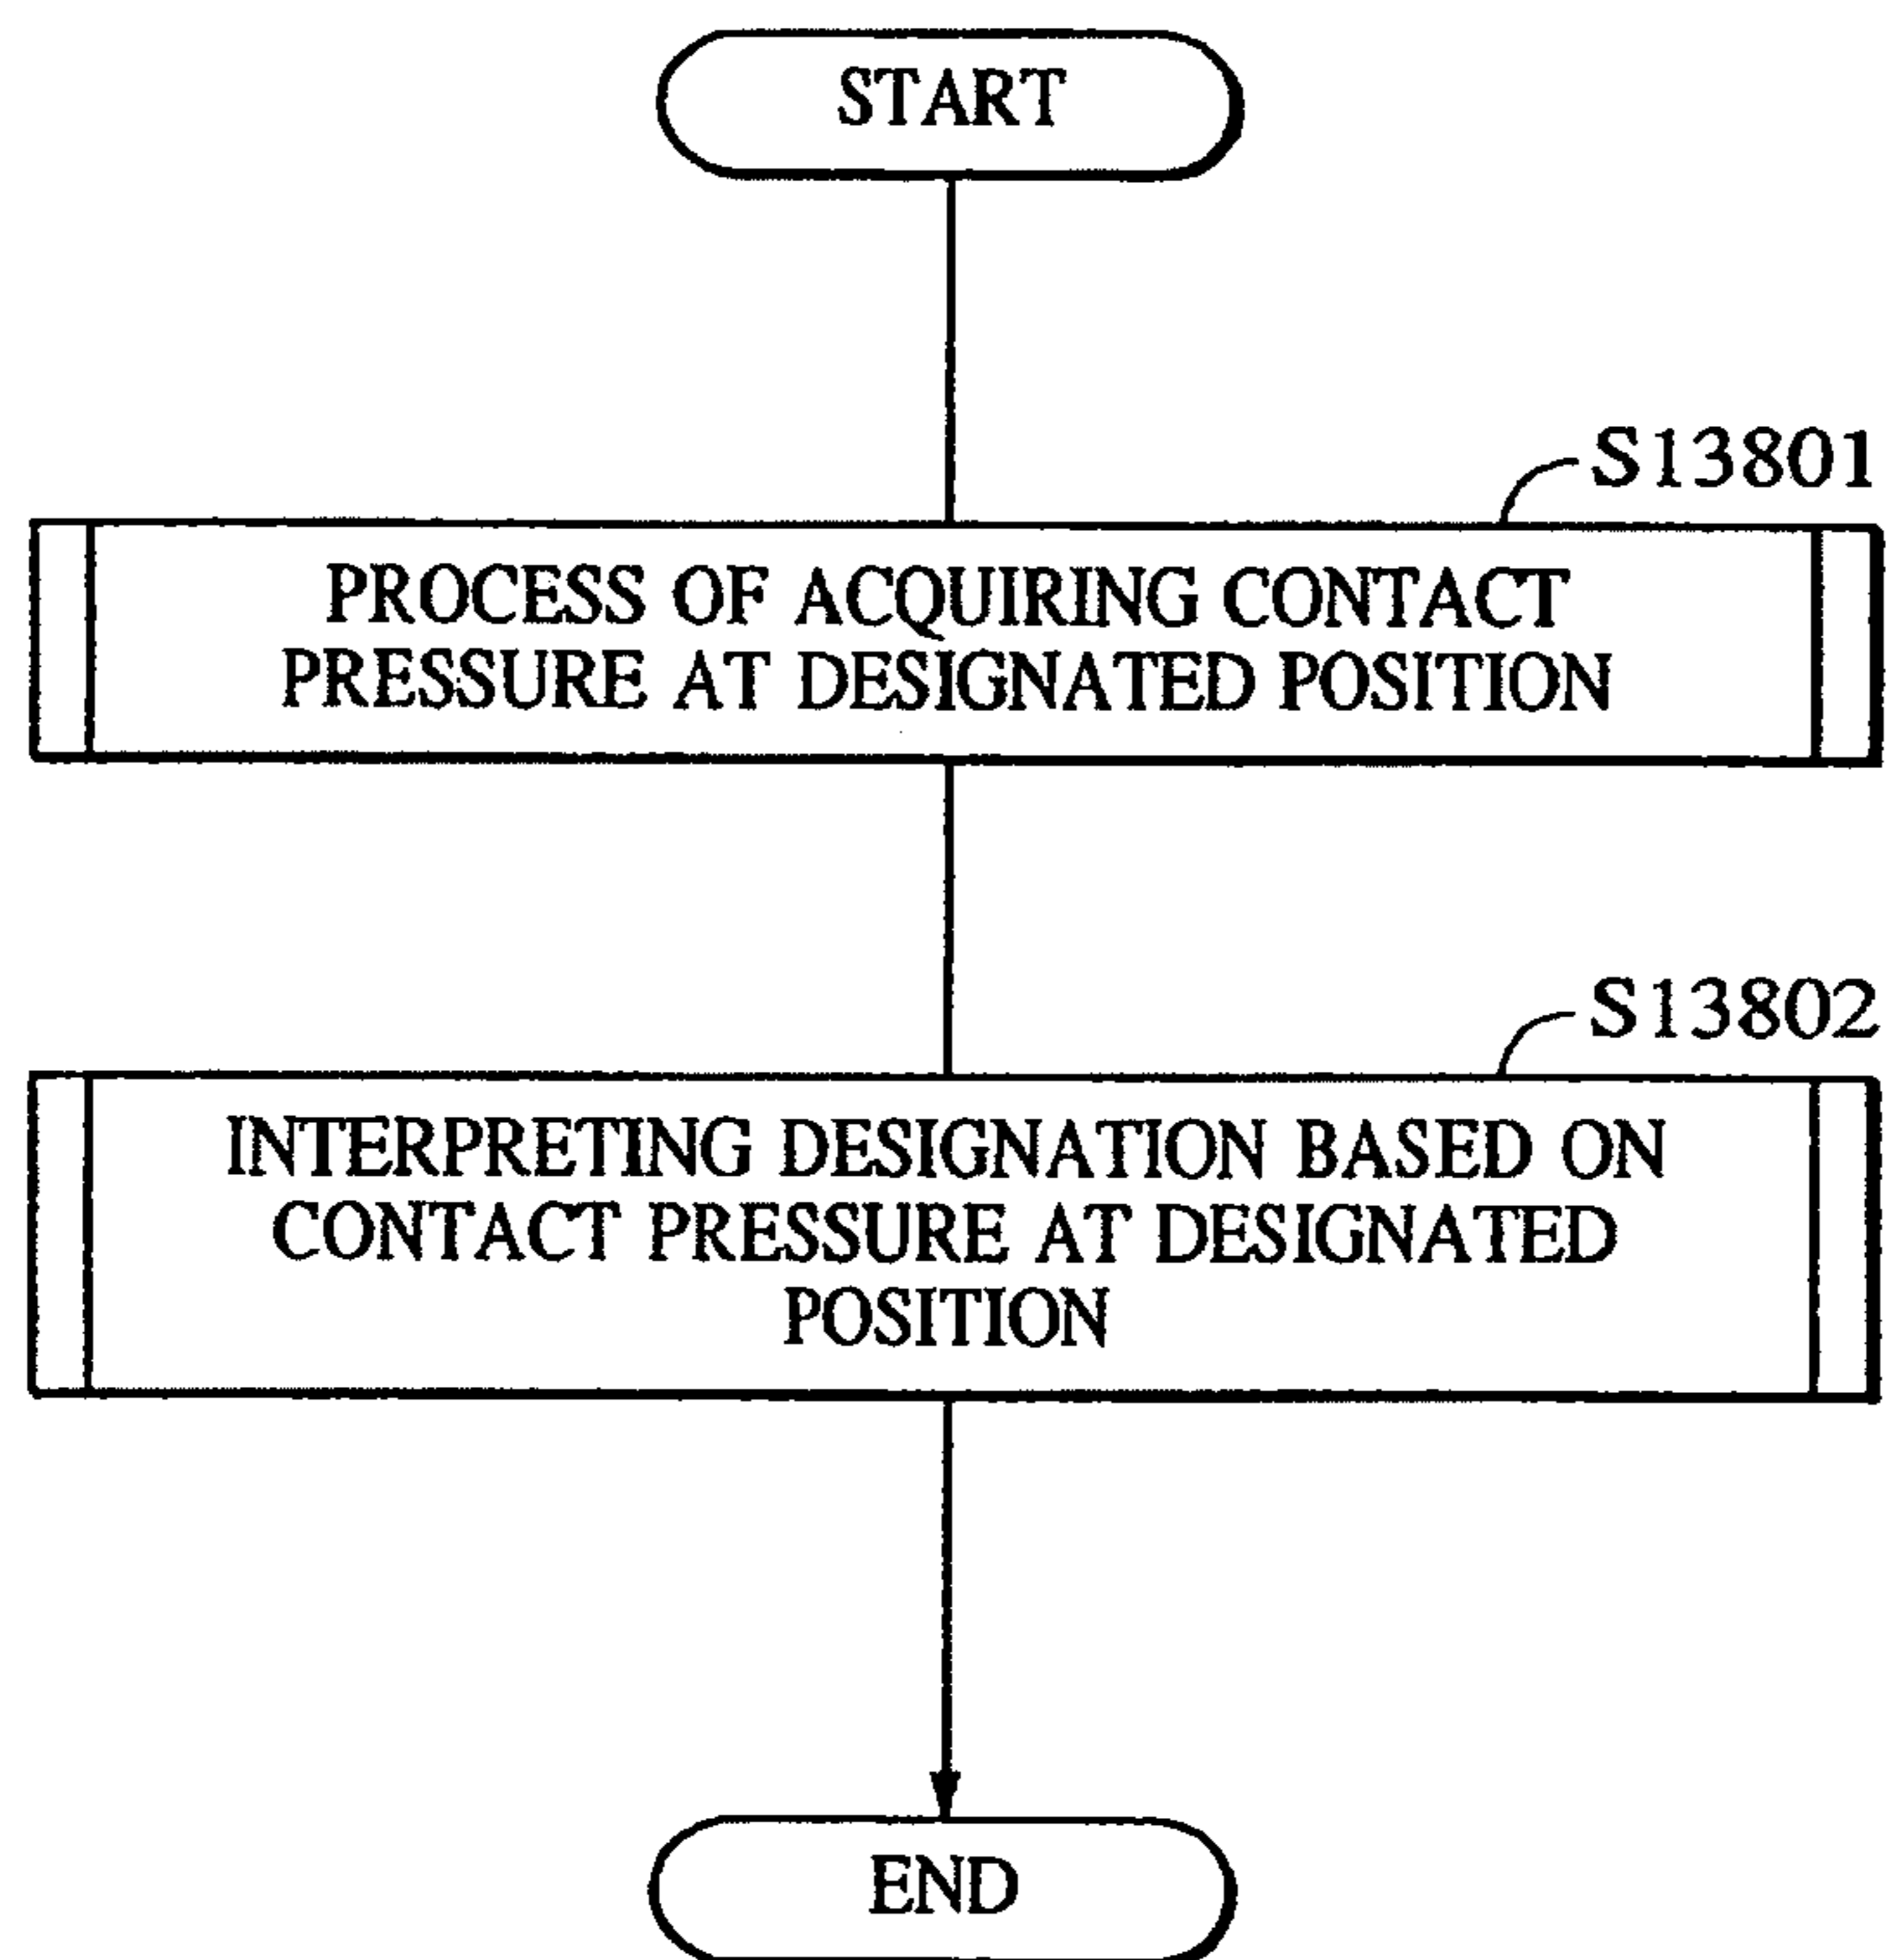 START
S13801
PROCESS OF ACQUIRING CONTACT
PRESSURE AT DESIGNATED POSITION
S13802
INTERPRETING DESIGNATION BASED ON
CONTACT PRESSURE AT DESIGNATED
POSITION
END